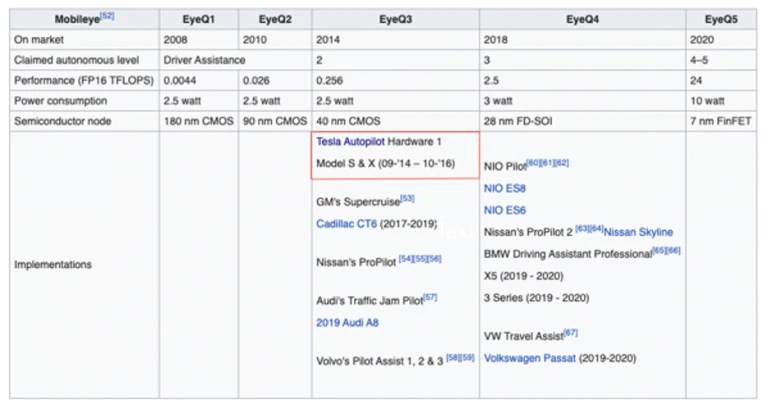 Mobileye[52] EyeQ1 EyeQ2 EyeQ3 EyeQ4 EyeQ5
On market 2008 2010 2014 2018 2020
Claimed autonomous level Driver Assistance 2 3 4–5
Performance (FP16 TFLOPS) 0.0044 0.026 0.256 2.5 24
Power consumption 2.5 watt 2.5 watt 2.5 watt 3 watt 10 watt
Semiconductor node 180 nm CMOS 90 nm CMOS 40 nm CMOS 28 nm FD-SOI 7 nm FinFET
Implementations
Tesla Autopilot Hardware 1
Model S & X (09-'14 – 10-'16)
GM's Supercruise[53]
Cadillac CT6 (2017-2019)
Nissan's ProPilot [54][55][56]
Audi's Traffic Jam Pilot[57]
2019 Audi A8
Volvo's Pilot Assist 1, 2 & 3 [58][59]
NIO Pilot[60][61][62]
NIO ES8
NIO ES6
Nissan's ProPilot 2 [63][64]Nissan Skyline
BMW Driving Assistant Professional[65][66]
X5 (2019 - 2020)
3 Series (2019 - 2020)
VW Travel Assist[67]
Volkswagen Passat (2019-2020)
Text